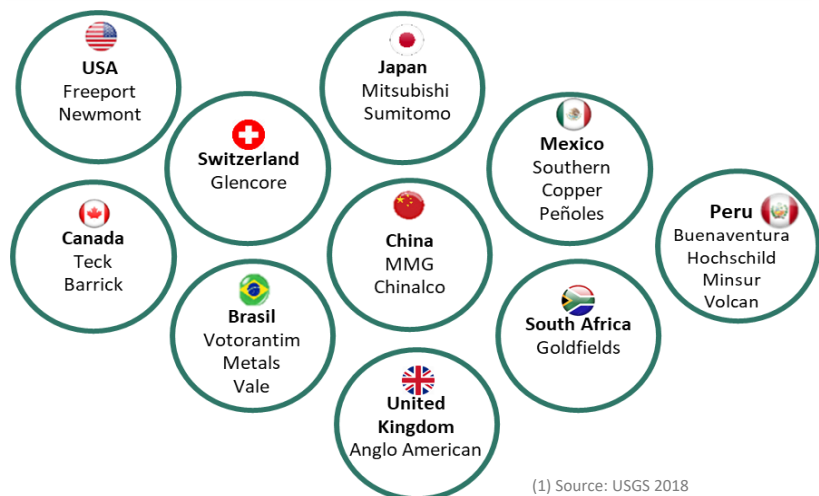 USA
Freeport
Newmont
Japan
Mitsubishi
Sumitomo
Switzerland
Glencore
Mexico
Southern
Copper
Peñoles
Canada
Teck
Barrick
China
MMG
Chinalco
Peru
Buenaventura
Hochschild
Minsur
Volcan
Brasil
Votorantim
Metals
Vale
South Africa
Goldfields
United
Kingdom
Anglo American
(1) Source: USGS 2018